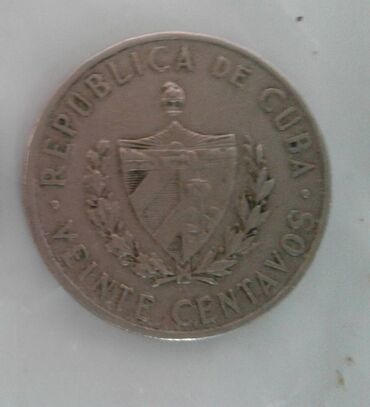 REPUBLICA DE CUBA
VEINTE CENTAVOS